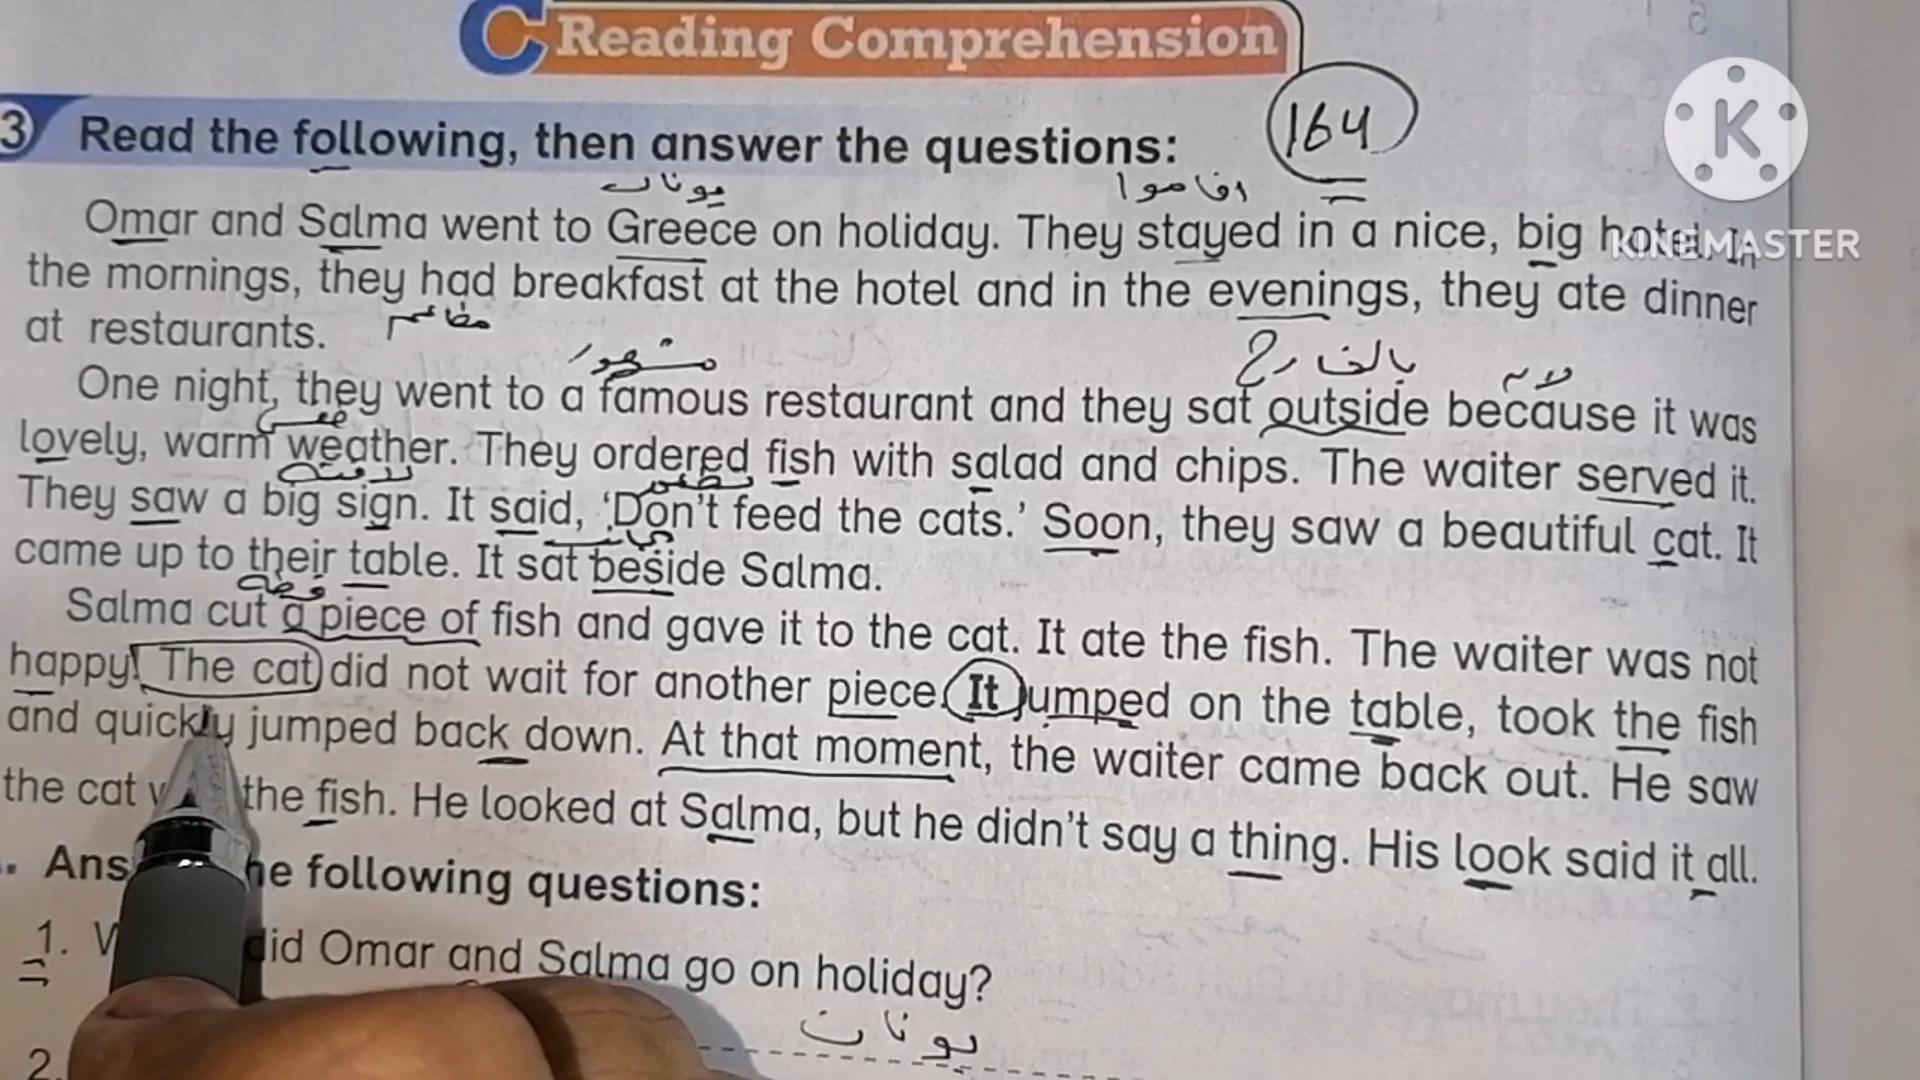 C Reading Comprehension
164
K
KINEMASTER
3 Read the following, then answer the questions:
يونان
اقاموا
Omar and Salma went to Greece on holiday. They stayed in a nice, big hotel. In
the mornings, they had breakfast at the hotel and in the evenings, they ate dinner
at restaurants.
مطاعم
مشهور
بالخارج
One night, they went to a famous restaurant and they sat outside because it was
lovely, warm weather. They ordered fish with salad and chips. The waiter served it.
They saw a big sign. It said, 'Don't feed the cats.' Soon, they saw a beautiful cat. It
came up to their table. It sat beside Salma.
قطعة
Salma cut a piece of fish and gave it to the cat. It ate the fish. The waiter was not
happy! The cat did not wait for another piece. It jumped on the table, took the fish
and quickly jumped back down. At that moment, the waiter came back out. He saw
the cat the fish. He looked at Salma, but he didn't say a thing. His look said it all.
following questions:
1. did Omar and Salma go on holiday?
يونان
2.